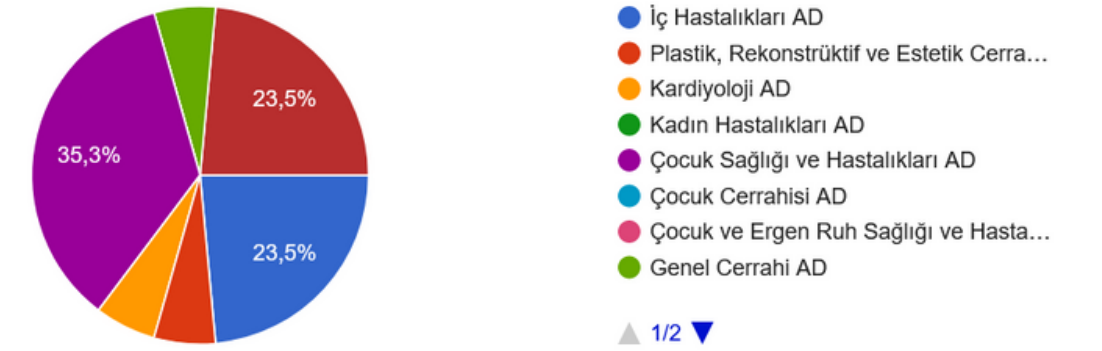 23,5%
35,3%
23,5%
İç Hastalıkları AD
Plastik, Rekonstrüktif ve Estetik Cerra…
Kardiyoloji AD
Kadın Hastalıkları AD
Çocuk Sağlığı ve Hastalıkları AD
Çocuk Cerrahisi AD
Çocuk ve Ergen Ruh Sağlığı ve Hasta…
Genel Cerrahi AD
1/2